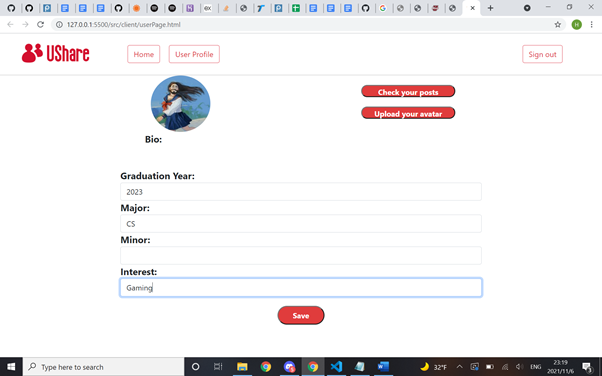 127.0.0.1:5500/src/client/userPage.html
H
UShare
Home
User Profile
Sign out
Check your posts
Upload your avatar
Bio:
Graduation Year:
2023
Major:
CS
Minor:
Interest:
Gaming
Save
Type here to search
32°F
ENG
23:19
2021/11/6
3